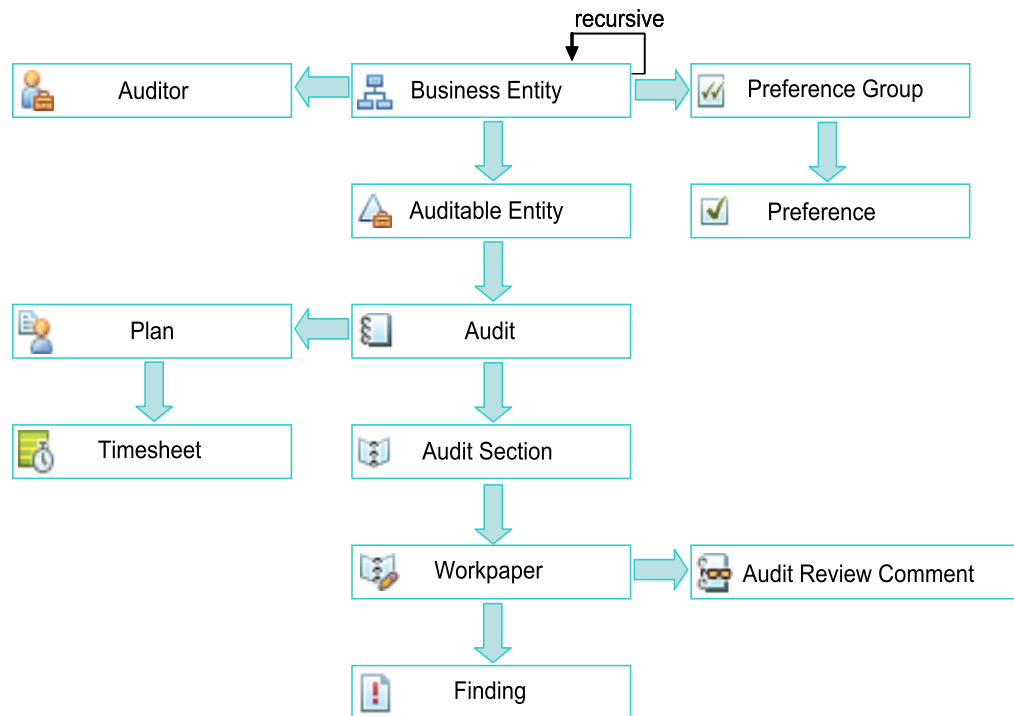 recursive
Auditor
Business Entity
Preference Group
Auditable Entity
Preference
Plan
Audit
Timesheet
Audit Section
Workpaper
Audit Review Comment
Finding